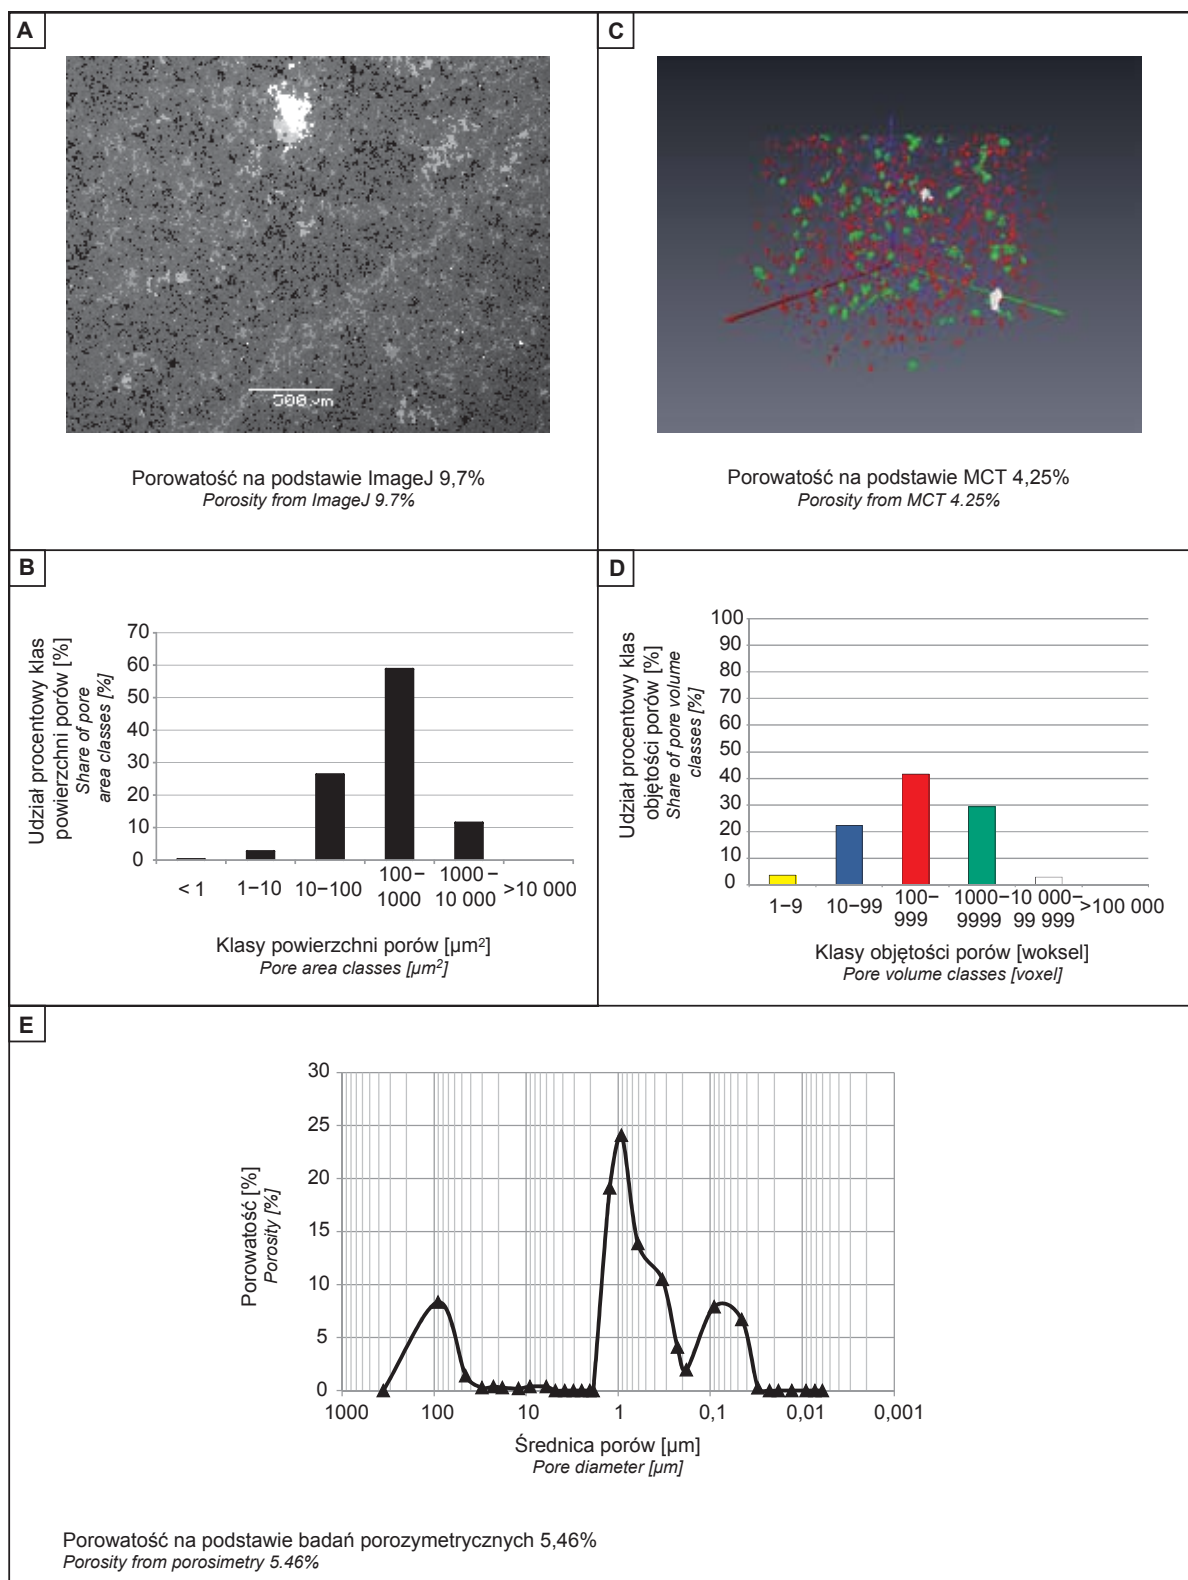 A
500 µm
Porowatość na podstawie ImageJ 9,7%
Porosity from ImageJ 9.7%
C
Porowatość na podstawie MCT 4,25%
Porosity from MCT 4.25%
B
Udział procentowy klas
powierzchni porów [%]
Share of pore
area classes [%]
70
60
50
40
30
20
10
0
< 1
1–10
10–100
100–
1000
1000–
10 000
>10 000
Klasy powierzchni porów [µm²]
Pore area classes [µm²]
D
Udział procentowy klas
objętości porów [%]
Share of pore volume
classes [%]
100
90
80
70
60
50
40
30
20
10
0
1–9
10–99
100–
999
1000–
9999
10 000–
99 999
>100 000
Klasy objętości porów [woksel]
Pore volume classes [voxel]
E
Porowatość [%]
Porosity [%]
30
25
20
15
10
5
0
1000
100
10
1
0,1
0,01
0,001
Średnica porów [µm]
Pore diameter [µm]
Porowatość na podstawie badań porozymetrycznych 5,46%
Porosity from porosimetry 5.46%